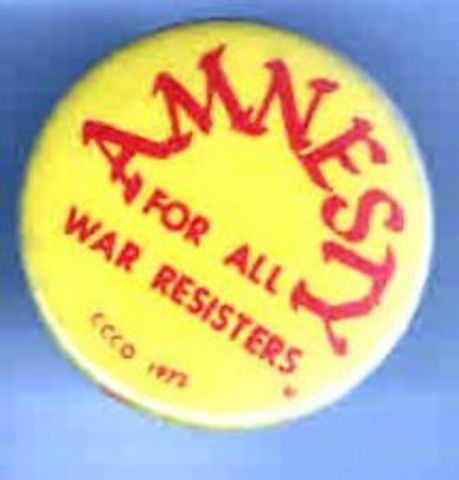 AMNESTY
FOR ALL
WAR RESISTERS
CCCO